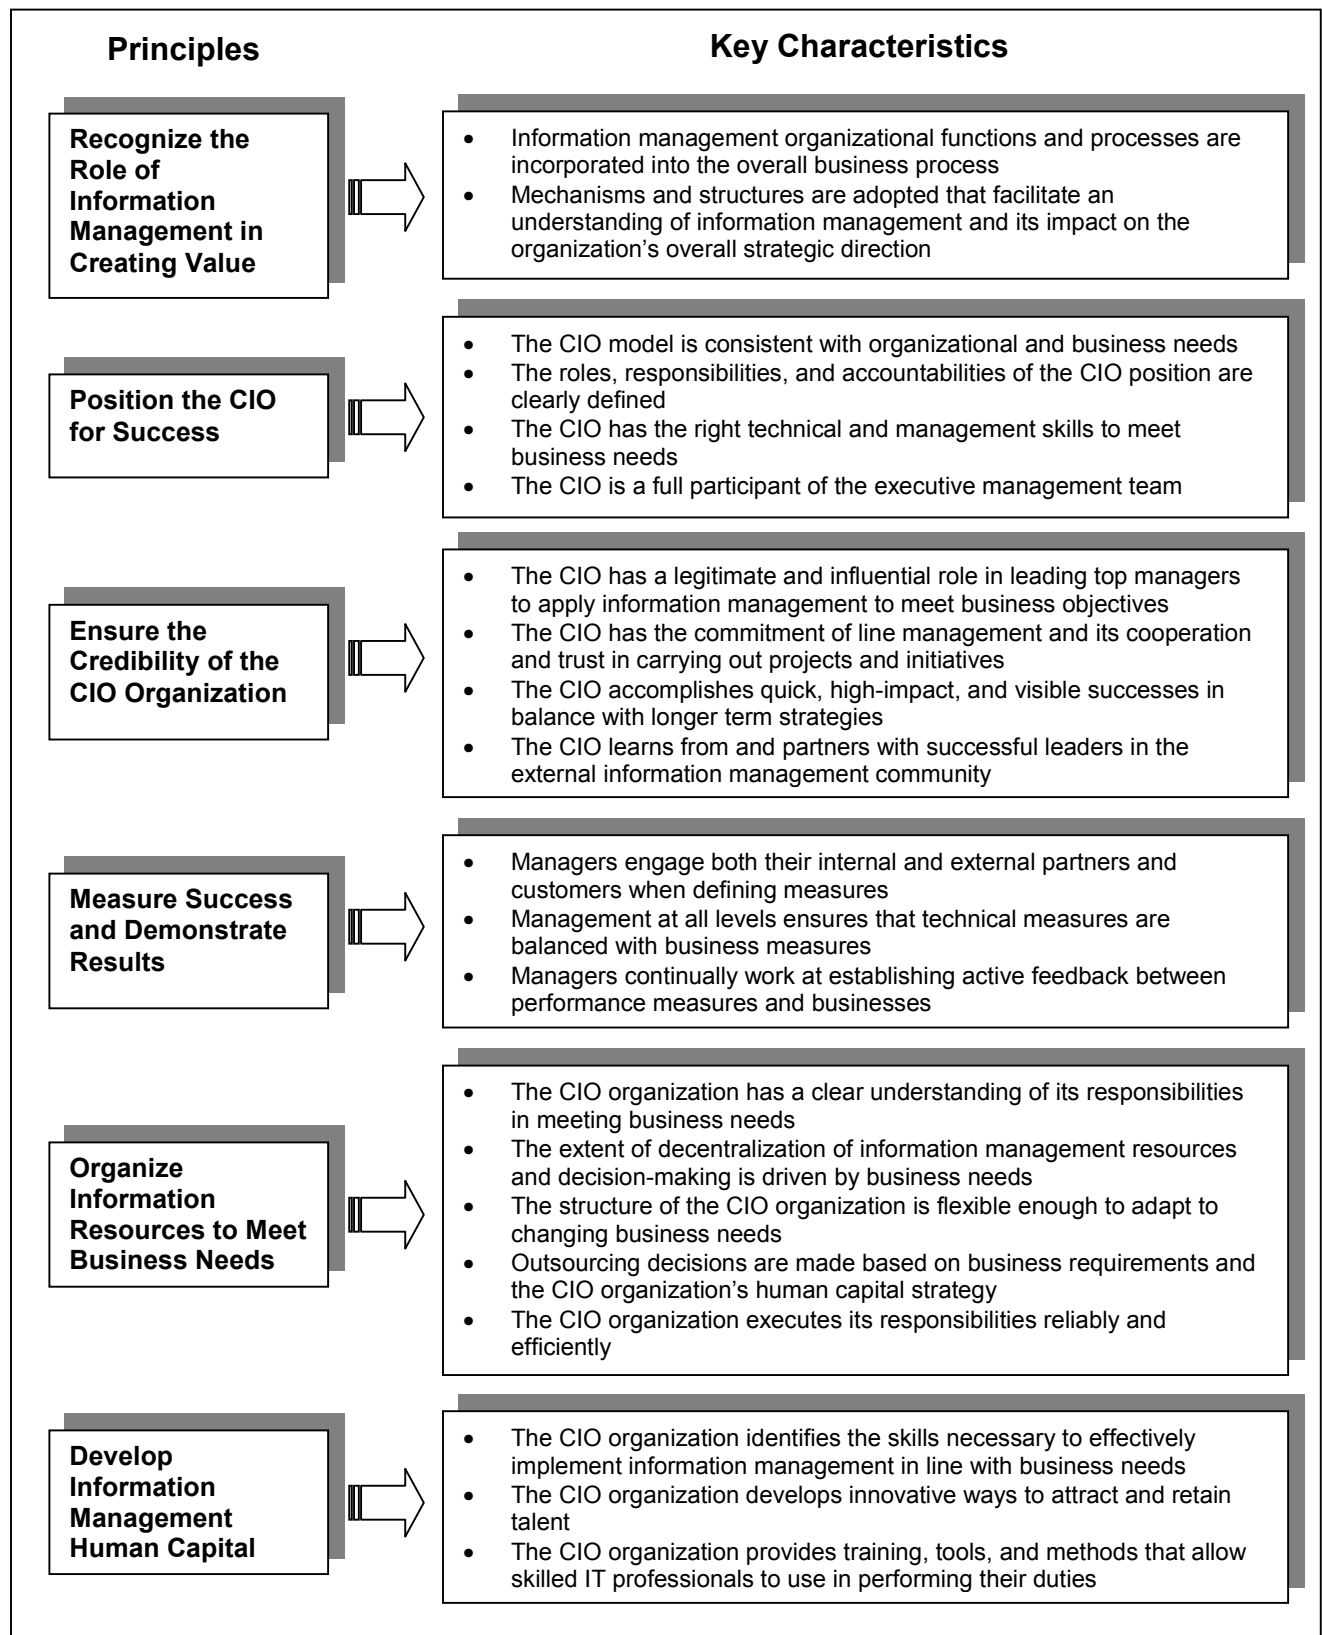 Principles
Key Characteristics
Recognize the
Role of
Information
Management in
Creating Value
• Information management organizational functions and processes are
incorporated into the overall business process
• Mechanisms and structures are adopted that facilitate an
understanding of information management and its impact on the
organization’s overall strategic direction
Position the CIO
for Success
• The CIO model is consistent with organizational and business needs
• The roles, responsibilities, and accountabilities of the CIO position are
clearly defined
• The CIO has the right technical and management skills to meet
business needs
• The CIO is a full participant of the executive management team
Ensure the
Credibility of the
CIO Organization
• The CIO has a legitimate and influential role in leading top managers
to apply information management to meet business objectives
• The CIO has the commitment of line management and its cooperation
and trust in carrying out projects and initiatives
• The CIO accomplishes quick, high-impact, and visible successes in
balance with longer term strategies
• The CIO learns from and partners with successful leaders in the
external information management community
Measure Success
and Demonstrate
Results
• Managers engage both their internal and external partners and
customers when defining measures
• Management at all levels ensures that technical measures are
balanced with business measures
• Managers continually work at establishing active feedback between
performance measures and businesses
Organize
Information
Resources to Meet
Business Needs
• The CIO organization has a clear understanding of its responsibilities
in meeting business needs
• The extent of decentralization of information management resources
and decision-making is driven by business needs
• The structure of the CIO organization is flexible enough to adapt to
changing business needs
• Outsourcing decisions are made based on business requirements and
the CIO organization’s human capital strategy
• The CIO organization executes its responsibilities reliably and
efficiently
Develop
Information
Management
Human Capital
• The CIO organization identifies the skills necessary to effectively
implement information management in line with business needs
• The CIO organization develops innovative ways to attract and retain
talent
• The CIO organization provides training, tools, and methods that allow
skilled IT professionals to use in performing their duties